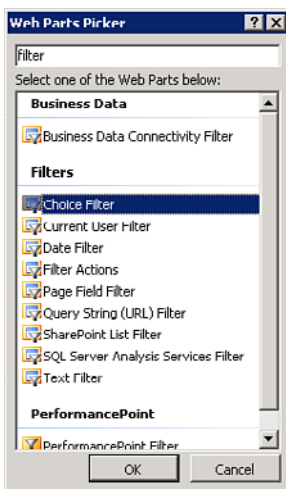 Web Parts Picker
filter
Select one of the Web Parts below:
Business Data
Business Data Connectivity Filter
Filters
Choice Filter
Current User Filter
Date Filter
Filter Actions
Page Field Filter
Query String (URL) Filter
SharePoint List Filter
SQL Server Analysis Services Filter
Text Filter
PerformancePoint
PerformancePoint Filter
OK Cancel